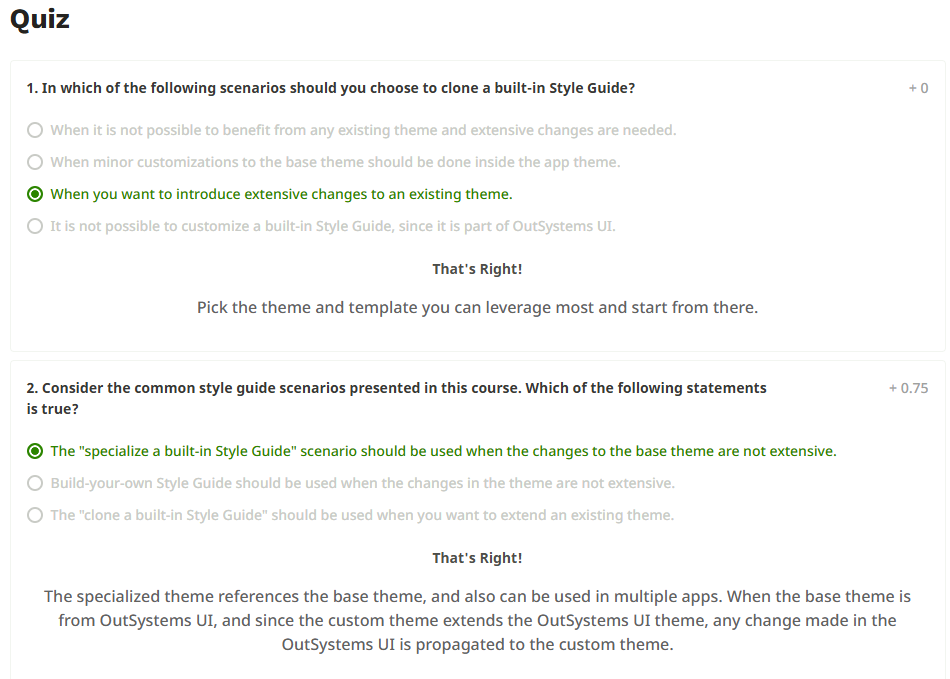 Quiz
1. In which of the following scenarios should you choose to clone a built-in Style Guide?
+ 0
When it is not possible to benefit from any existing theme and extensive changes are needed.
When minor customizations to the base theme should be done inside the app theme.
When you want to introduce extensive changes to an existing theme.
It is not possible to customize a built-in Style Guide, since it is part of OutSystems UI.
That's Right!
Pick the theme and template you can leverage most and start from there.
2. Consider the common style guide scenarios presented in this course. Which of the following statements
is true?
+ 0.75
The "specialize a built-in Style Guide" scenario should be used when the changes to the base theme are not extensive.
Build-your-own Style Guide should be used when the changes in the theme are not extensive.
The "clone a built-in Style Guide" should be used when you want to extend an existing theme.
That's Right!
The specialized theme references the base theme, and also can be used in multiple apps. When the base theme is
from OutSystems UI, and since the custom theme extends the OutSystems UI theme, any change made in the
OutSystems UI is propagated to the custom theme.